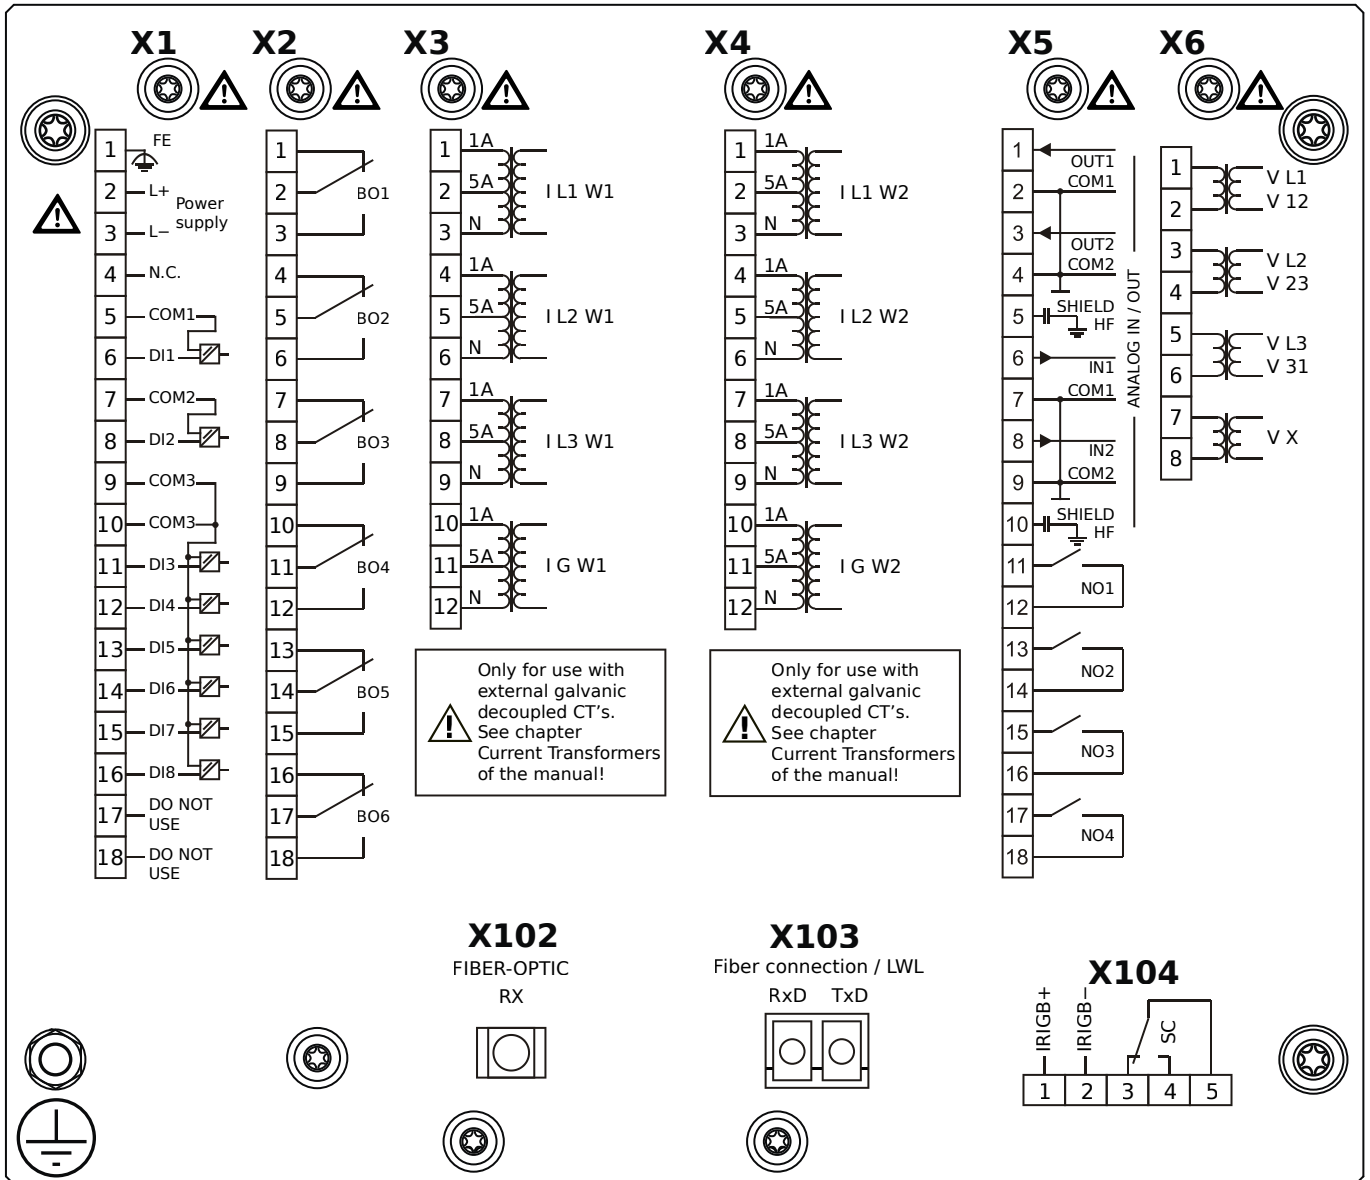 X1
X2
X3
X4
X5
X6
1
FE
2
L+
Power
supply
3
L−
4
N.C.
5
COM1
6
DI1
7
COM2
8
DI2
9
COM3
10
COM3
11
DI3
12
DI4
13
DI5
14
DI6
15
DI7
16
DI8
17
DO NOT
USE
18
DO NOT
USE
1
2
BO1
3
4
5
BO2
6
7
8
BO3
9
10
11
BO4
12
13
14
BO5
15
16
17
BO6
18
1
1A
2
5A
I L1 W1
3
N
4
1A
5
5A
I L2 W1
6
N
7
1A
8
5A
I L3 W1
9
N
10
1A
11
5A
I G W1
12
N
Only for use with
external galvanic
decoupled CT's.
See chapter
Current Transformers
of the manual!
1
1A
2
5A
I L1 W2
3
N
4
1A
5
5A
I L2 W2
6
N
7
1A
8
5A
I L3 W2
9
N
10
1A
11
5A
I G W2
12
N
Only for use with
external galvanic
decoupled CT's.
See chapter
Current Transformers
of the manual!
1
OUT1
2
COM1
3
OUT2
4
COM2
5
SHIELD
HF
6
IN1
7
COM1
8
IN2
9
COM2
10
SHIELD
HF
ANALOG IN / OUT
11
NO1
12
13
NO2
14
15
NO3
16
17
NO4
18
1
V L1
2
V 12
3
V L2
4
V 23
5
V L3
6
V 31
7
V X
8
X102
FIBER-OPTIC
RX
X103
Fiber connection / LWL
RxD TxD
X104
IRIGB+
IRIGB−
SC
1 2 3 4 5